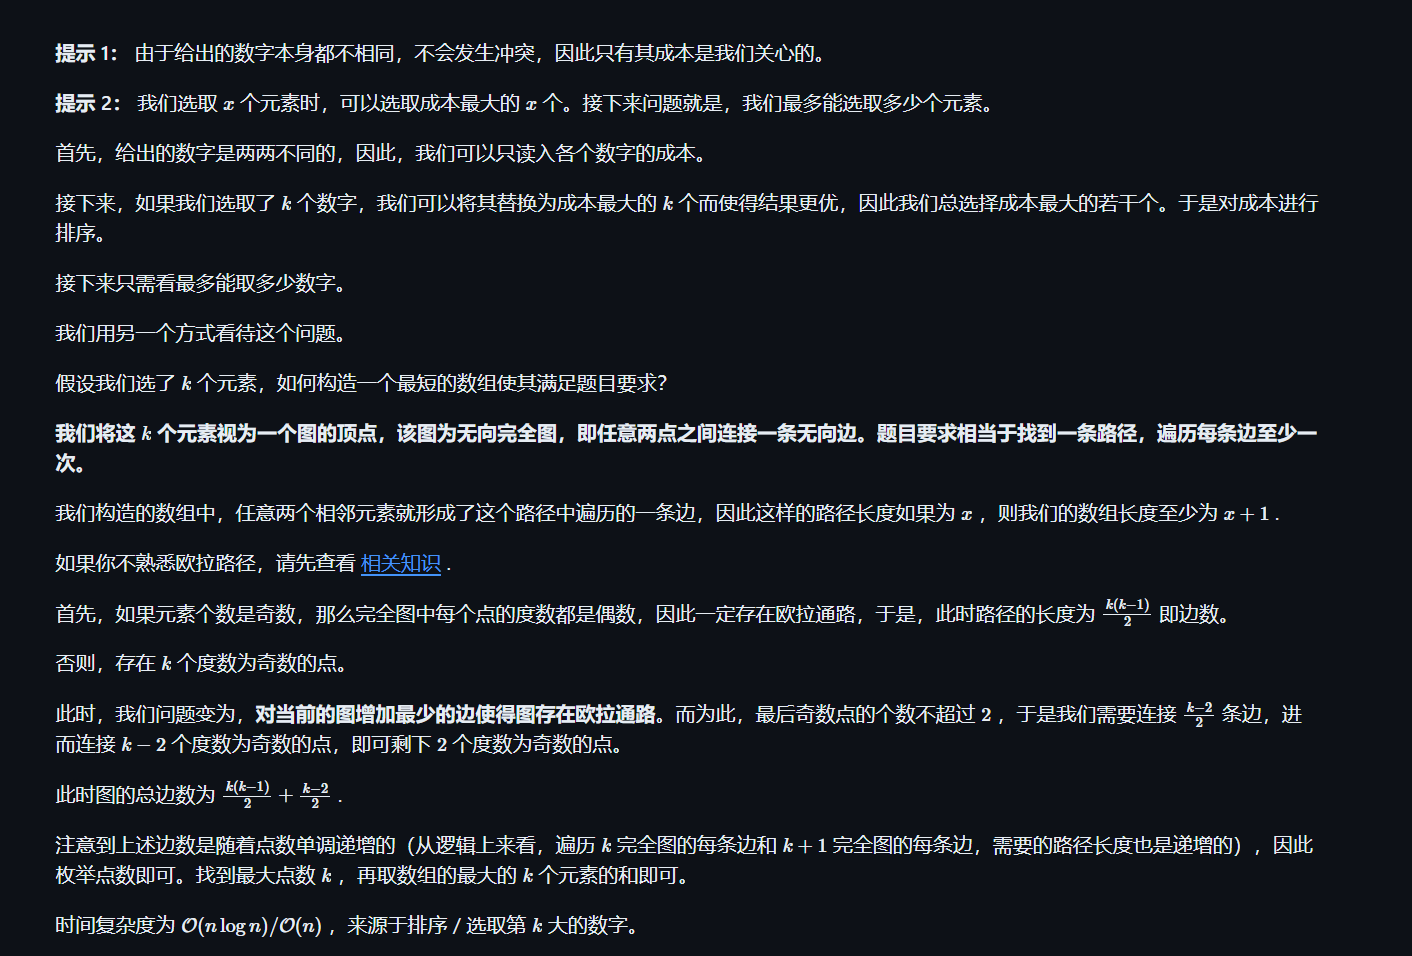 提示 1： 由于给出的数字本身都不相同，不会发生冲突，因此只有其成本是我们关心的。
提示 2： 我们选取 x 个元素时，可以选取成本最大的 x 个。接下来问题就是，我们最多能选取多少个元素。
首先，给出的数字是两两不同的，因此，我们可以只读入各个数字的成本。
接下来，如果我们选取了 k 个数字，我们可以将其替换为成本最大的 k 个而使得结果更优，因此我们总选择成本最大的若干个。于是对成本进行
排序。
接下来只需看最多能取多少数字。
我们用另一个方式看待这个问题。
假设我们选了 k 个元素，如何构造一个最短的数组使其满足题目要求？
我们将这 k 个元素视为一个图的顶点，该图为无向完全图，即任意两点之间连接一条无向边。题目要求相当于找到一条路径，遍历每条边至少一
次。
我们构造的数组中，任意两个相邻元素就形成了这个路径中遍历的一条边，因此这样的路径长度如果为 x ，则我们的数组长度至少为 x + 1 .
如果你不熟悉欧拉路径，请先查看 相关知识 .
首先，如果元素个数是奇数，那么完全图中每个点的度数都是偶数，因此一定存在欧拉通路，于是，此时路径的长度为 k(k−1)/2 即边数。
否则，存在 k 个度数为奇数的点。
此时，我们问题变为，对当前的图增加最少的边使得图存在欧拉通路。而为此，最后奇数点的个数不超过 2 ，于是我们需要连接 k−2/2 条边，进
而连接 k − 2 个度数为奇数的点，即可剩下 2 个度数为奇数的点。
此时图的总边数为 k(k−1)/2 + k−2/2 .
注意到上述边数是随着点数单调递增的（从逻辑上来看，遍历 k 完全图的每条边和 k + 1 完全图的每条边，需要的路径长度也是递增的），因此
枚举点数即可。找到最大点数 k ，再取数组的最大的 k 个元素的和即可。
时间复杂度为 O(n log n)/O(n) ，来源于排序 / 选取第 k 大的数字。